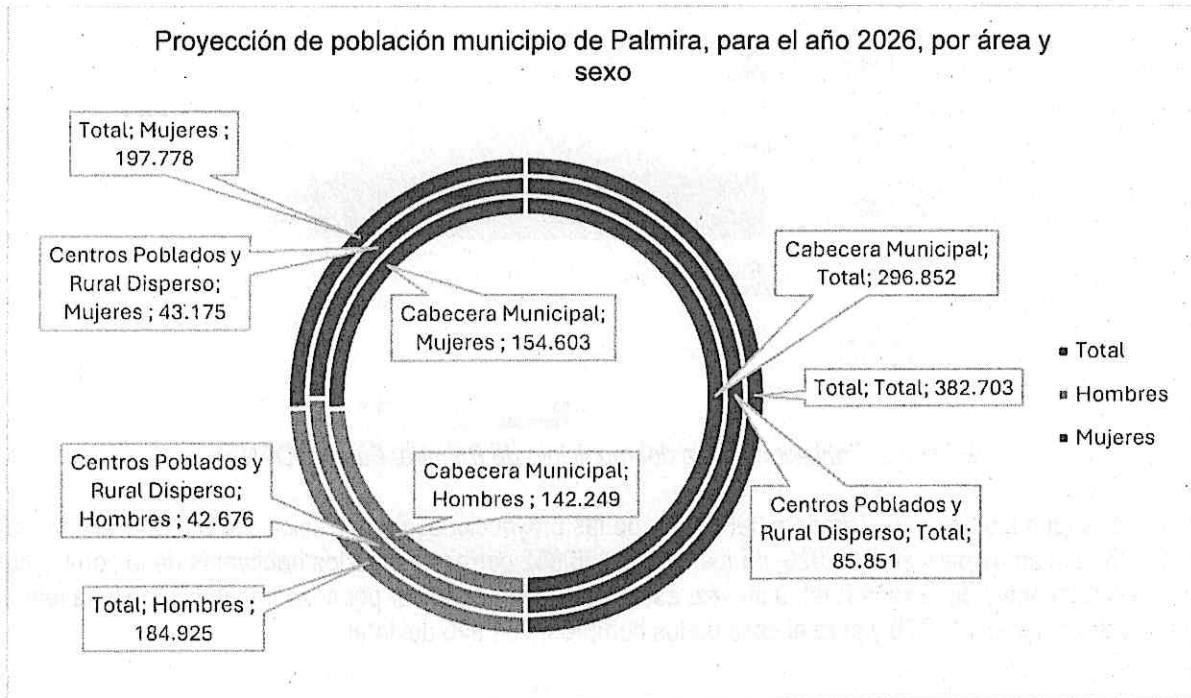 Proyección de población municipio de Palmira, para el año 2026, por área y
sexo
Total; Mujeres ;
197.778
Centros Poblados y
Rural Disperso;
Mujeres ; 43.175
Cabecera Municipal;
Mujeres ; 154.603
Cabecera Municipal;
Total; 296.852
Total; Total; 382.703
Total
Hombres
Mujeres
Centros Poblados y
Rural Disperso;
Hombres ; 42.676
Cabecera Municipal;
Hombres ; 142.249
Centros Poblados y
Rural Disperso; Total;
85.851
Total; Hombres ;
184.925